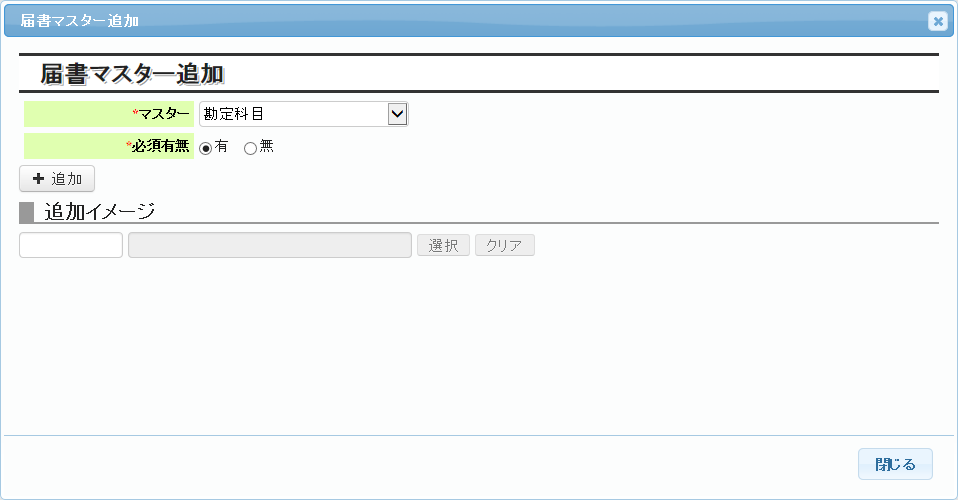 届書マスター追加
届書マスター追加
*マスター 勘定科目
*必須有無 有 無
+ 追加
追加イメージ
選択 クリア
閉じる